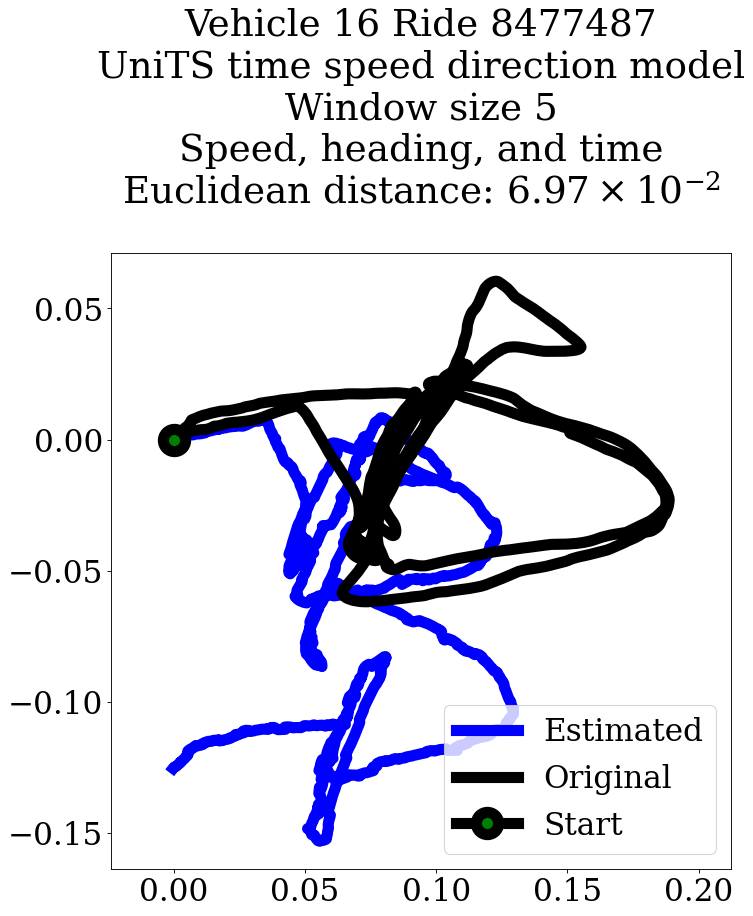 Vehicle 16 Ride 8477487
UniTS time speed direction model
Window size 5
Speed, heading, and time
Euclidean distance: 6.97 × 10⁻²
0.05
0.00
−0.05
−0.10
−0.15
Estimated
Original
Start
0.00 0.05 0.10 0.15 0.20